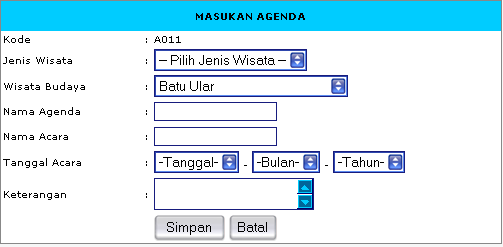 MASUKAN AGENDA
Kode : A011
Jenis Wisata : -- Pilih Jenis Wisata --
Wisata Budaya : Batu Ular
Nama Agenda :
Nama Acara :
Tanggal Acara : -Tanggal- - -Bulan- - -Tahun-
Keterangan :
Simpan Batal